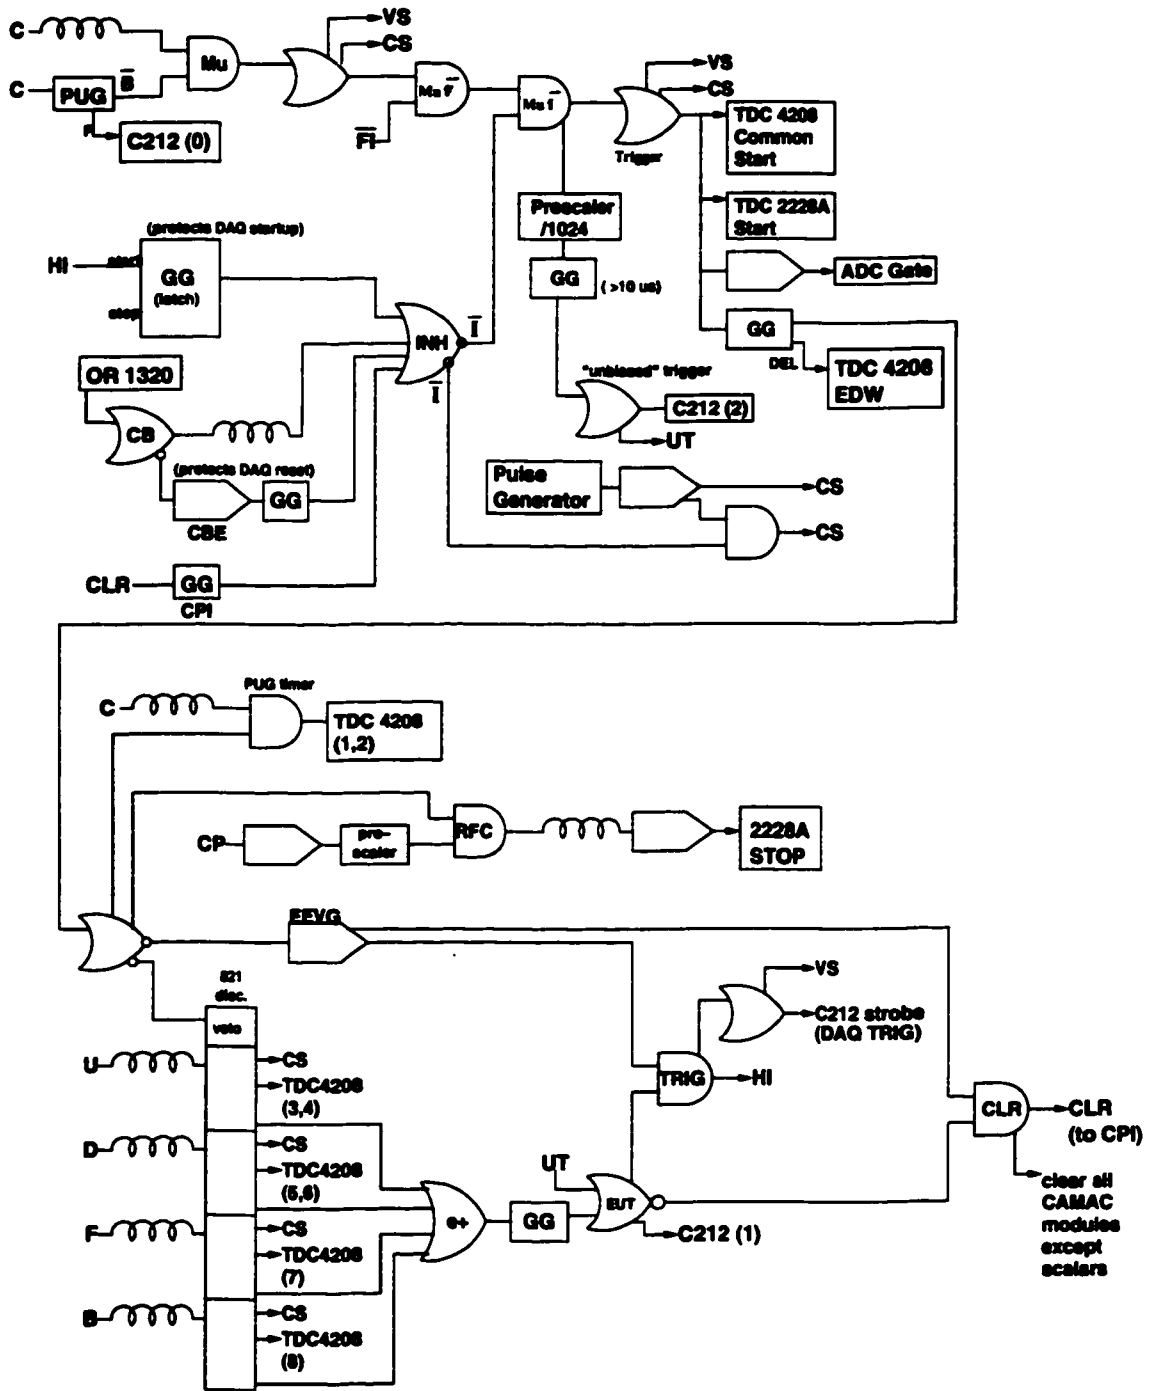 C
Mu
VS
CS
C
PUG
B
C212 (0)
FI
VS
CS
Trigger
TDC 4208
Common
Start
TDC 2228A
Start
ADC Gate
GG
DEL
TDC 4208
EDW
Prescaler
/1024
GG
( >10 us)
"unbiased" trigger
C212 (2)
UT
(protects DAQ startup)
HI
start
GG
(latch)
stop
INH
I
I
OR 1320
CB
(protects DAQ reset)
GG
CBE
CLR
GG
CPI
Pulse
Generator
CS
CS
PUG timer
C
TDC 4208
(1,2)
CP
pre-
scaler
RFC
2228A
STOP
EEVG
821
disc.
veto
U
CS
TDC4208
(3,4)
D
CS
TDC4208
(5,6)
F
CS
TDC4208
(7)
B
CS
TDC4208
(8)
e+
GG
UT
EUT
C212 (1)
TRIG
HI
VS
C212 strobe
(DAQ TRIG)
CLR
CLR
(to CPI)
clear all
CAMAC
modules
except
scalars